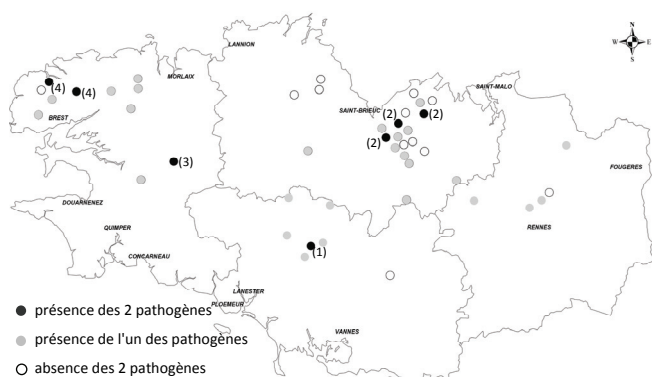 N
W E
S
LANNION
MORLAIX
SAINT-MALO
(4)
(4)
BREST
SAINT-BRIEUC
(2)
(2)
(2)
(3)
FOUGERES
DOUARNENEZ
QUIMPER
RENNES
CONCARNEAU
(1)
LANESTER
PLOEMEUR
VANNES
présence des 2 pathogènes
présence de l'un des pathogènes
absence des 2 pathogènes